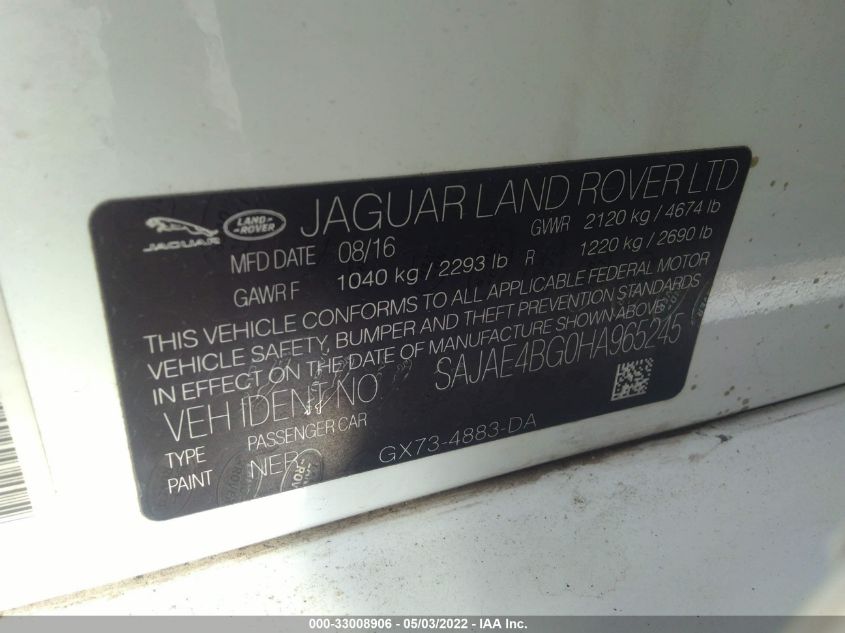 JAGUAR
LAND
ROVER
JAGUAR LAND ROVER LTD
MFD DATE 08/16 GVWR 2120 kg / 4674 lb
GAWR F 1040 kg / 2293 lb R 1220 kg / 2690 lb
THIS VEHICLE CONFORMS TO ALL APPLICABLE FEDERAL MOTOR
VEHICLE SAFETY, BUMPER AND THEFT PREVENTION STANDARDS
IN EFFECT ON THE DATE OF MANUFACTURE SHOWN ABOVE
VEH IDENT NO SAJAE4BG0HA965245
TYPE PASSENGER CAR
PAINT NER GX73-4883-DA
000-33008906 - 05/03/2022 - IAA Inc.